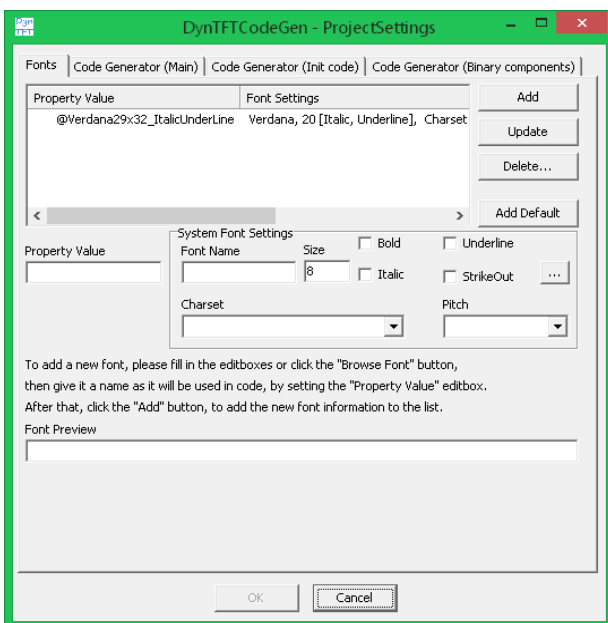 DynTFTCodeGen - ProjectSettings
Fonts Code Generator (Main) Code Generator (Init code) Code Generator (Binary components)
Property Value Font Settings
@Verdana29x32_ItalicUnderLine Verdana, 20 [Italic, Underline], Charset
Add
Update
Delete...
Add Default
System Font Settings
Property Value Font Name Size Bold Underline
8 Italic StrikeOut ...
Charset Pitch
To add a new font, please fill in the editboxes or click the "Browse Font" button,
then give it a name as it will be used in code, by setting the "Property Value" editbox.
After that, click the "Add" button, to add the new font information to the list.
Font Preview
OK Cancel